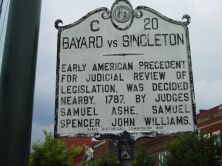 C 20
BAYARD VS SINGLETON
EARLY AMERICAN PRECEDENT
FOR JUDICIAL REVIEW OF
LEGISLATION, WAS DECIDED
NEARBY, 1787, BY JUDGES
SAMUEL ASHE, SAMUEL
SPENCER, JOHN WILLIAMS.
STATE HISTORICAL COMMISSION